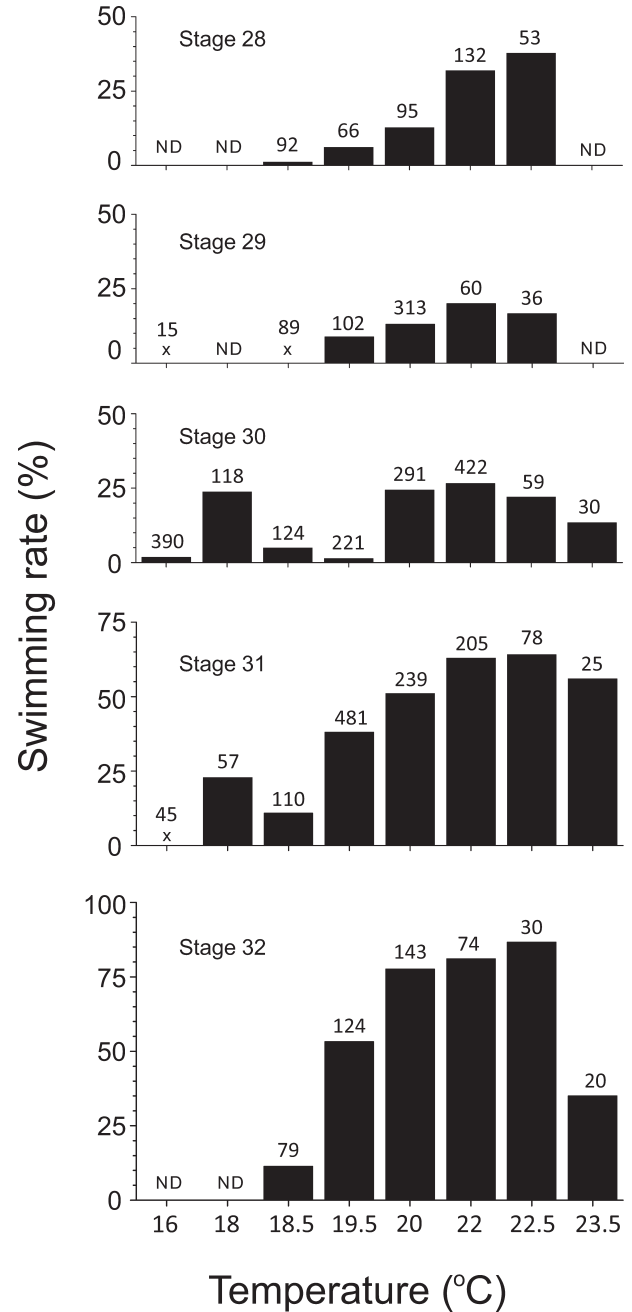 Swimming rate (%)
50
25
0
Stage 28
ND
ND
92
66
95
132
53
ND
50
25
0
Stage 29
15
x
ND
89
x
102
313
60
36
ND
50
25
0
Stage 30
390
118
124
221
291
422
59
30
75
50
25
0
Stage 31
45
x
57
110
481
239
205
78
25
100
75
50
25
0
Stage 32
ND
ND
79
124
143
74
30
20
16 18 18.5 19.5 20 22 22.5 23.5
Temperature (°C)